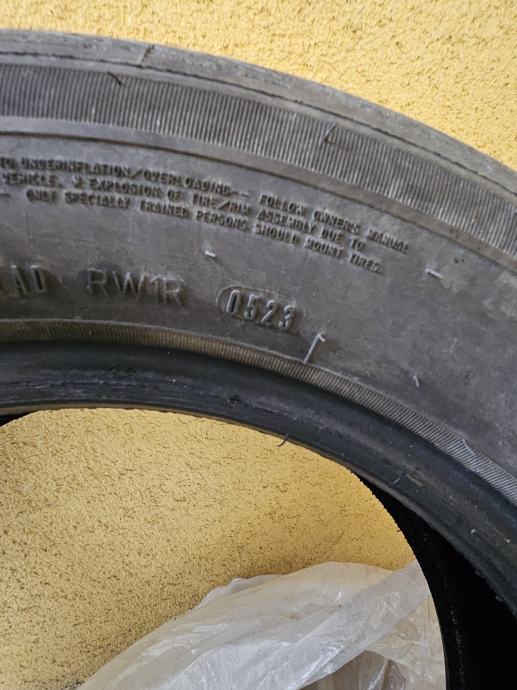 TO UNDERINFLATION/OVERLOADING-- FOLLOW OWNER'S MANUAL
VEHICLE. 2 EXPLOSION OF TIRE/RIM ASSEMBLY DUE TO
-- ONLY SPECIALLY TRAINED PERSONS SHOULD MOUNT TIRES.
RW1R 0523